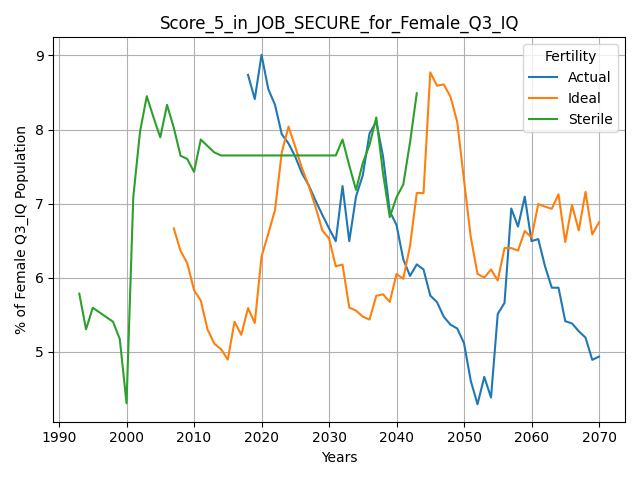 Score_5_in_JOB_SECURE_for_Female_Q3_IQ
Fertility
Actual
Ideal
Sterile
% of Female Q3_IQ Population
9
8
7
6
5
1990 2000 2010 2020 2030 2040 2050 2060 2070
Years